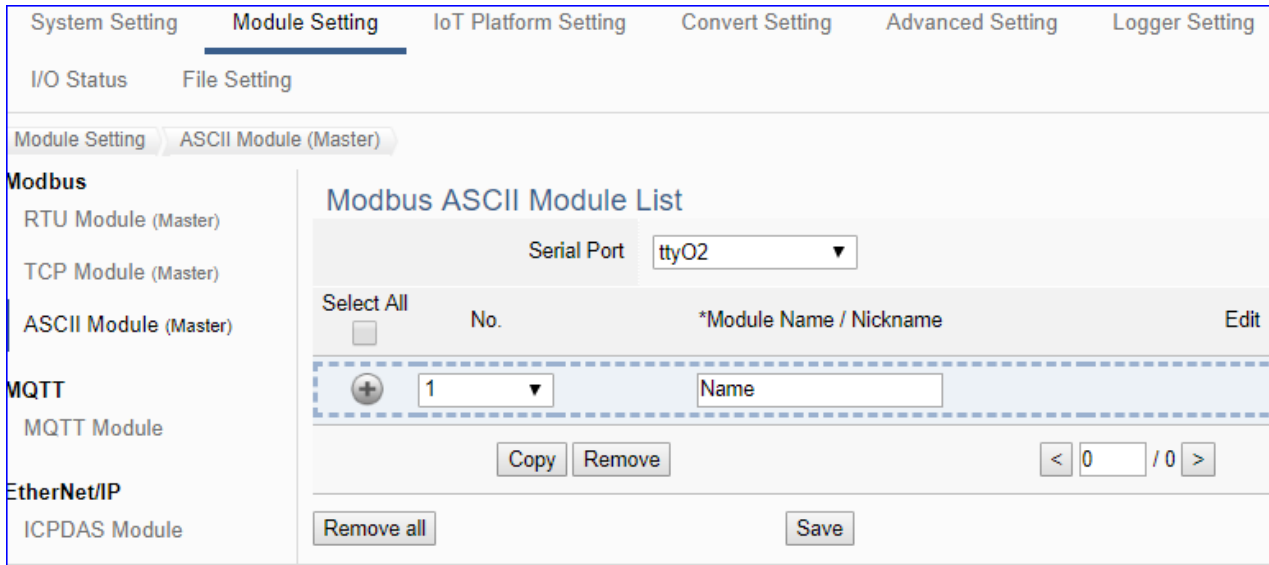 System Setting Module Setting IoT Platform Setting Convert Setting Advanced Setting Logger Setting
I/O Status File Setting
Module Setting ASCII Module (Master)
Modbus
RTU Module (Master)
TCP Module (Master)
ASCII Module (Master)
MQTT
MQTT Module
EtherNet/IP
ICPDAS Module
Modbus ASCII Module List
Serial Port ttyO2
Select All No. *Module Name / Nickname Edit
1 Name
Copy Remove < 0 / 0 >
Remove all Save